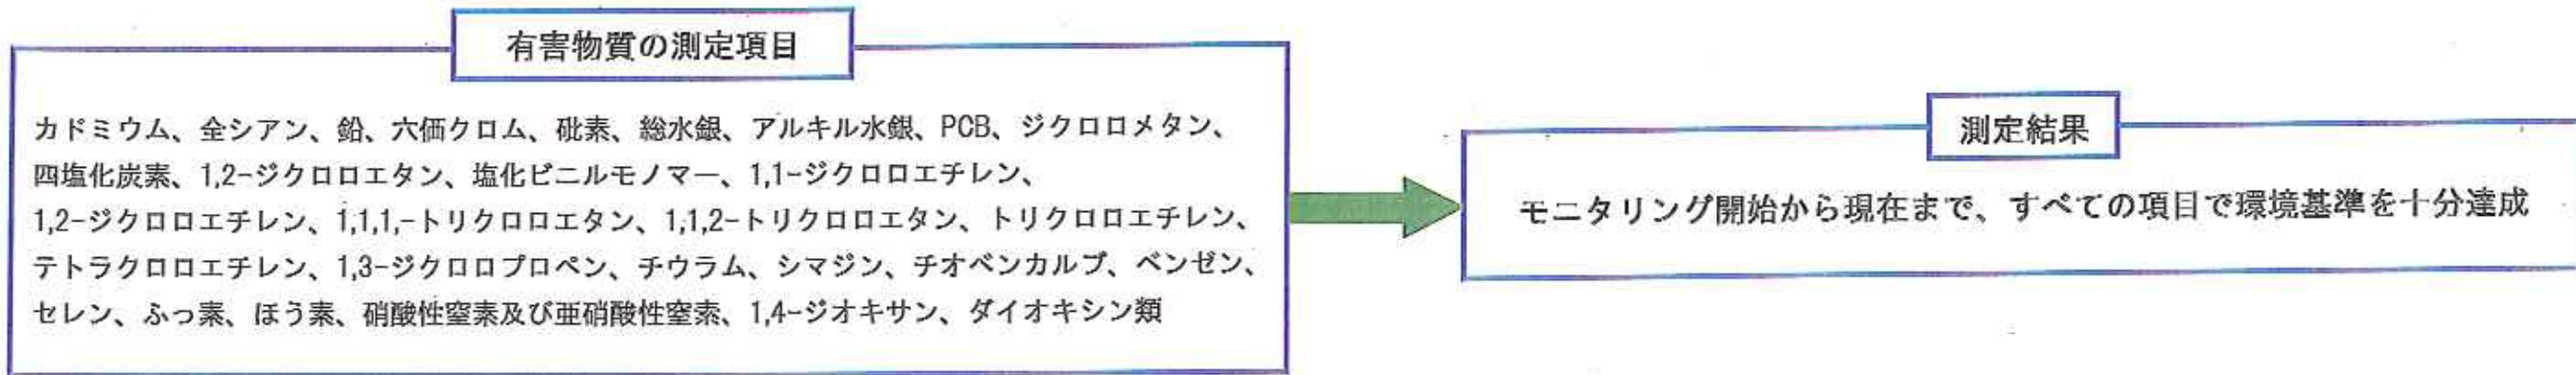 有害物質の測定項目
カドミウム、全シアン、鉛、六価クロム、砒素、総水銀、アルキル水銀、PCB、ジクロロメタン、
四塩化炭素、1,2-ジクロロエタン、塩化ビニルモノマー、1,1-ジクロロエチレン、
1,2-ジクロロエチレン、1,1,1,-トリクロロエタン、1,1,2-トリクロロエタン、トリクロロエチレン、
テトラクロロエチレン、1,3-ジクロロプロペン、チウラム、シマジン、チオベンカルブ、ベンゼン、
セレン、ふっ素、ほう素、硝酸性窒素及び亜硝酸性窒素、1,4-ジオキサン、ダイオキシン類
測定結果
モニタリング開始から現在まで、すべての項目で環境基準を十分達成